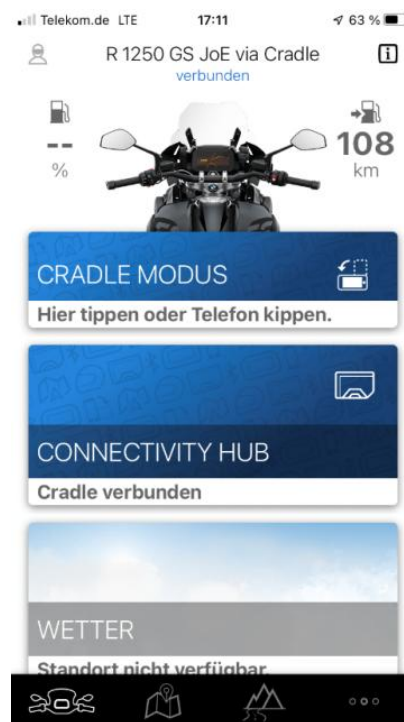 Telekom.de LTE 17:11 63 %
R 1250 GS JoE via Cradle
verbunden
--
%
108
km
CRADLE MODUS
Hier tippen oder Telefon kippen.
CONNECTIVITY HUB
Cradle verbunden
WETTER
Standort nicht verfügbar.